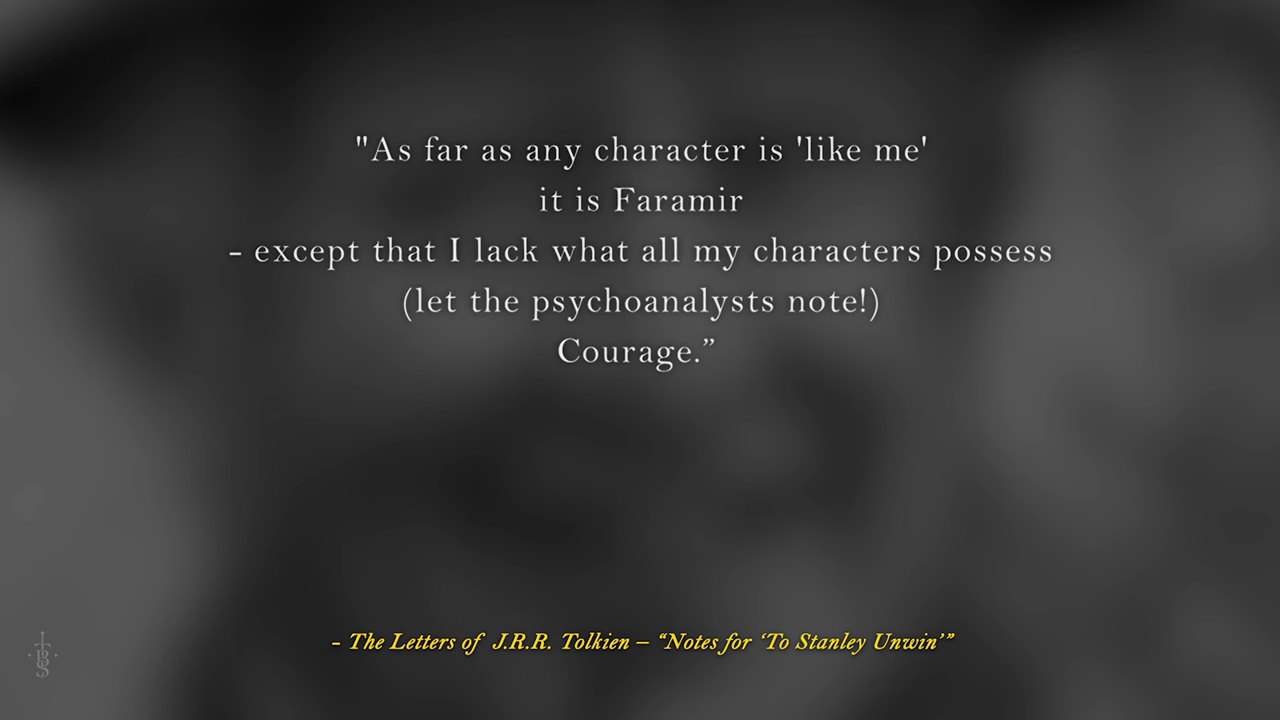 "As far as any character is 'like me'
it is Faramir
- except that I lack what all my characters possess
(let the psychoanalysts note!)
Courage.”
- The Letters of J.R.R. Tolkien – “Notes for ‘To Stanley Unwin’”